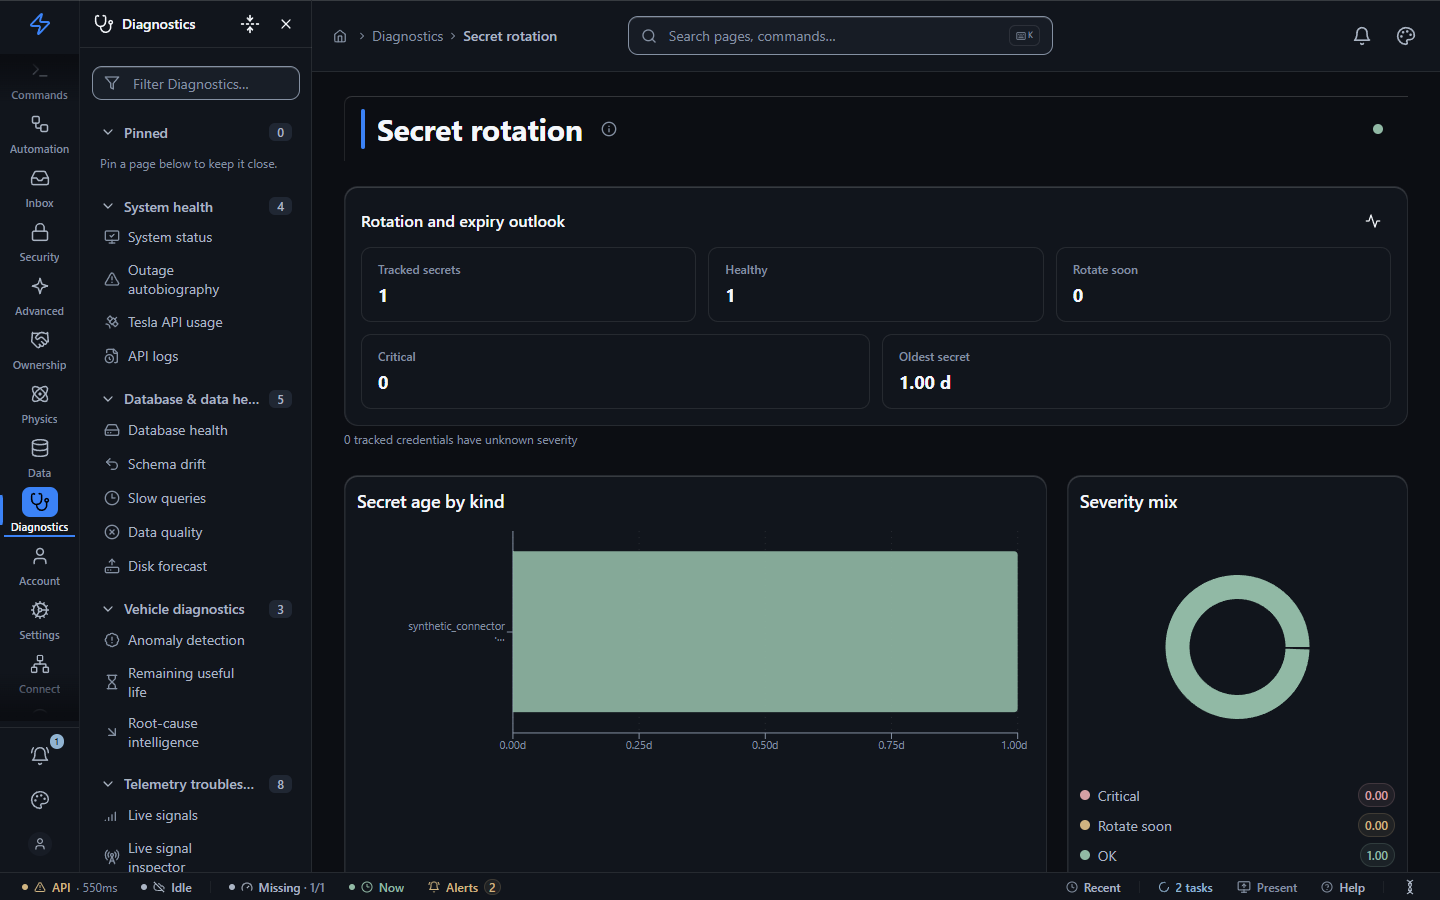 Commands
Automation
Inbox
Security
Advanced
Ownership
Physics
Data
Diagnostics
Account
Settings
Connect
1
Diagnostics
Filter Diagnostics...
Pinned 0
Pin a page below to keep it close.
System health 4
System status
Outage
autobiography
Tesla API usage
API logs
Database & data he... 5
Database health
Schema drift
Slow queries
Data quality
Disk forecast
Vehicle diagnostics 3
Anomaly detection
Remaining useful
life
Root-cause
intelligence
Telemetry troubles... 8
Live signals
Live signal
inspector
Diagnostics > Secret rotation
Search pages, commands...
K
Secret rotation
Rotation and expiry outlook
Tracked secrets
1
Healthy
1
Rotate soon
0
Critical
0
Oldest secret
1.00 d
0 tracked credentials have unknown severity
Secret age by kind
synthetic_connector
·...
0.00d 0.25d 0.50d 0.75d 1.00d
Severity mix
Critical 0.00
Rotate soon 0.00
OK 1.00
API · 550ms
Idle
Missing · 1/1
Now
Alerts 2
Recent
2 tasks
Present
Help